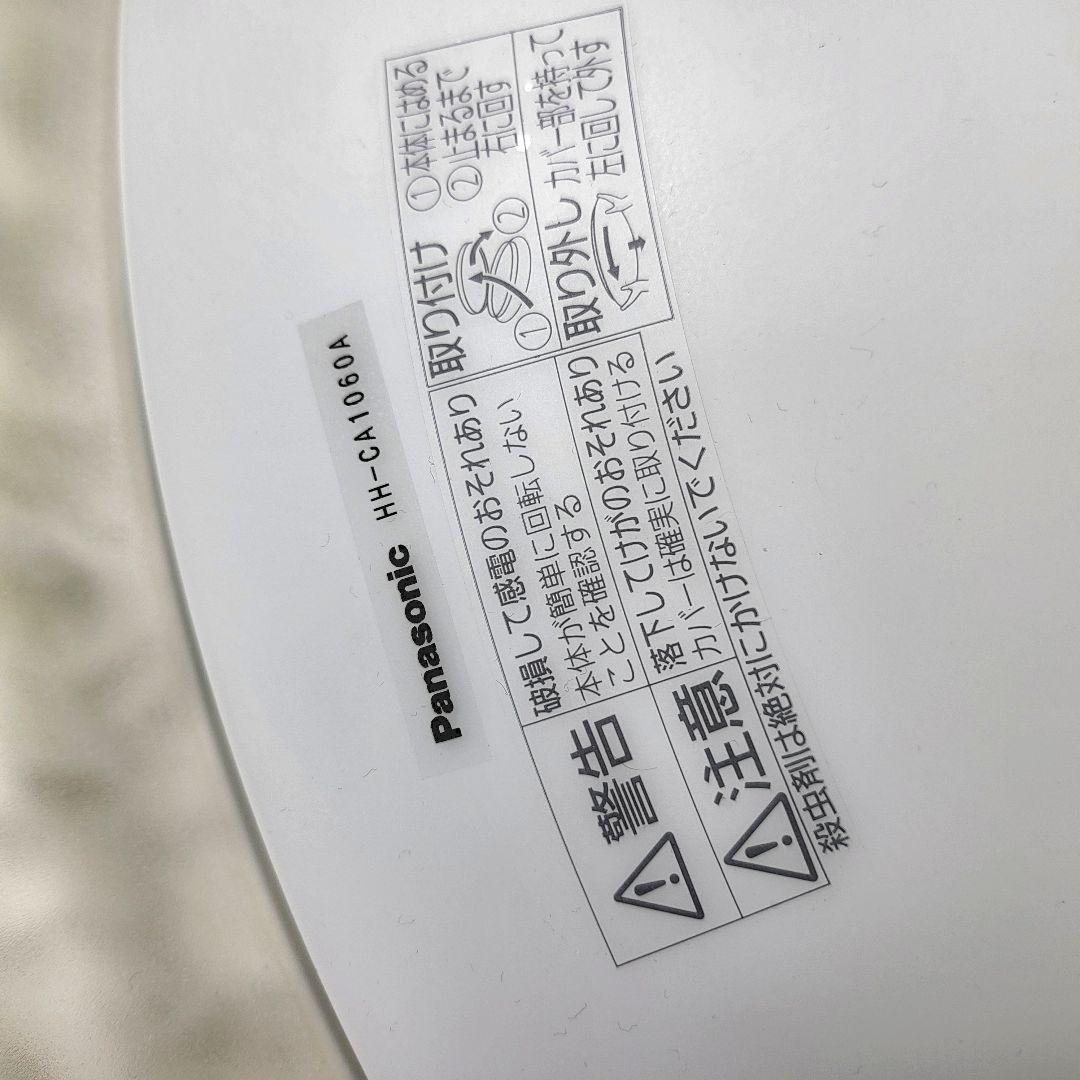 Panasonic HH-CA1060A
警告
破損して感電のおそれあり
本体が簡単に回転しない
ことを確認する
注意
落下してけがのおそれあり
カバーは確実に取り付ける
殺虫剤は絶対にかけないでください
取り付け
①本体にはめる
②止まるまで
右に回す
①
②
取り外し
カバー部を持って
左に回して外す